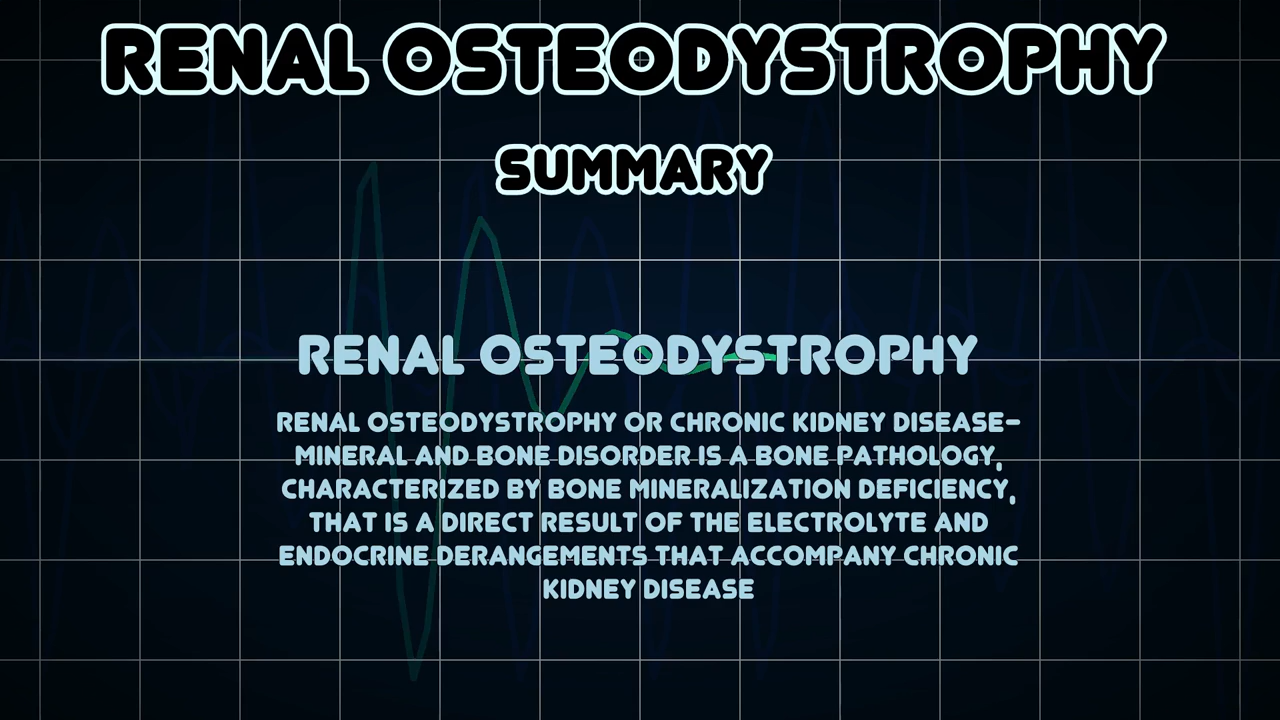 RENAL OSTEODYSTROPHY
SUMMARY
RENAL OSTEODYSTROPHY
RENAL OSTEODYSTROPHY OR CHRONIC KIDNEY DISEASE-
MINERAL AND BONE DISORDER IS A BONE PATHOLOGY,
CHARACTERIZED BY BONE MINERALIZATION DEFICIENCY,
THAT IS A DIRECT RESULT OF THE ELECTROLYTE AND
ENDOCRINE DERANGEMENTS THAT ACCOMPANY CHRONIC
KIDNEY DISEASE